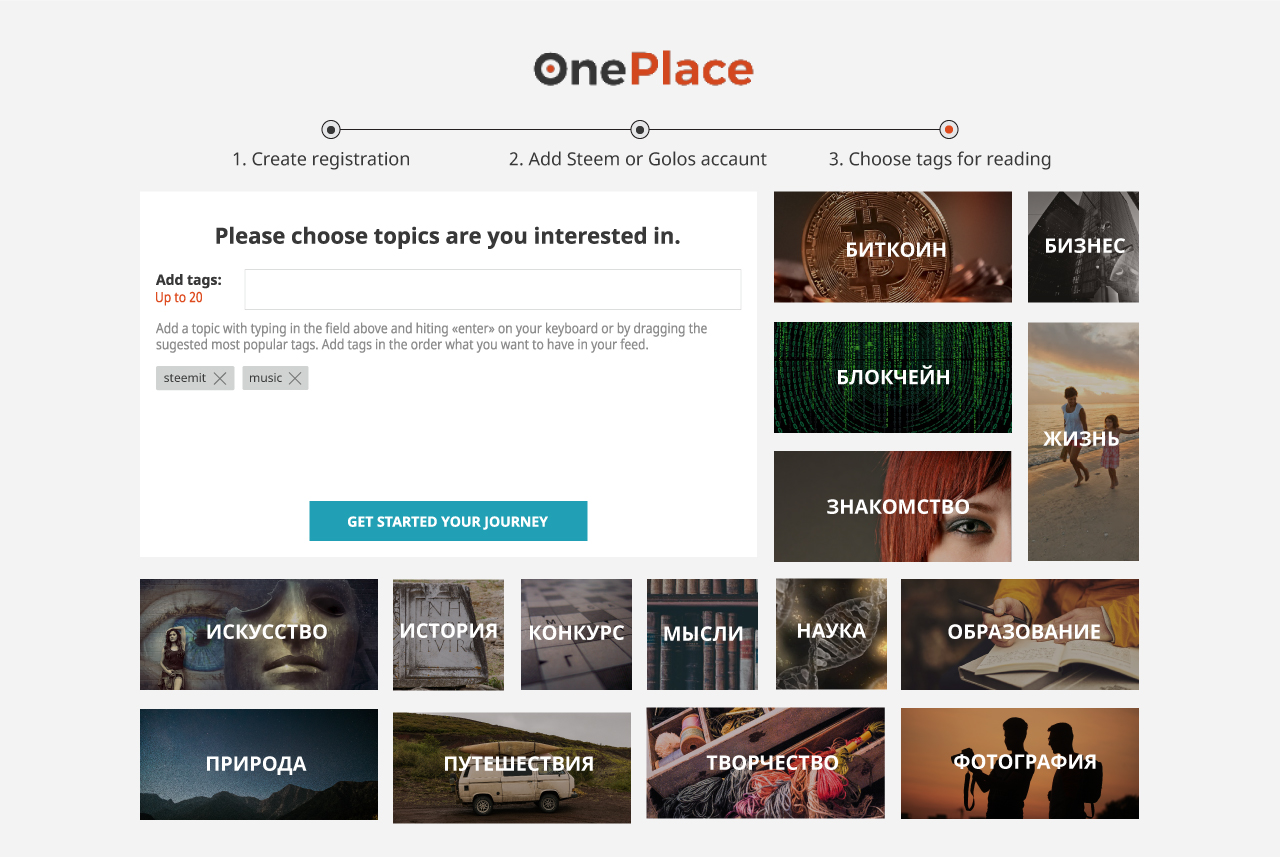 OnePlace
1. Create registration
2. Add Steem or Golos accaunt
3. Choose tags for reading
Please choose topics are you interested in.
Add tags:
Up to 20
Add a topic with typing in the field above and hiting «enter» on your keyboard or by dragging the
sugested most popular tags. Add tags in the order what you want to have in your feed.
steemit
music
GET STARTED YOUR JOURNEY
БИТКОИН
БИЗНЕС
БЛОКЧЕЙН
ЖИЗНЬ
ЗНАКОМСТВО
ИСКУССТВО
ИСТОРИЯ
КОНКУРС
МЫСЛИ
НАУКА
ОБРАЗОВАНИЕ
ПРИРОДА
ПУТЕШЕСТВИЯ
ТВОРЧЕСТВО
ФОТОГРАФИЯ